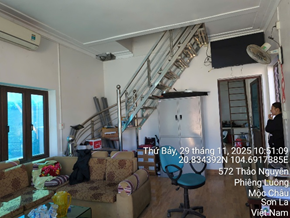 Thứ Bảy, 29 tháng 11, 2025 10:51:09
20.834392N 104.6917385E
572 Thảo Nguyên
Phiêng Luông
Mộc Châu
Sơn La
Việt Nam